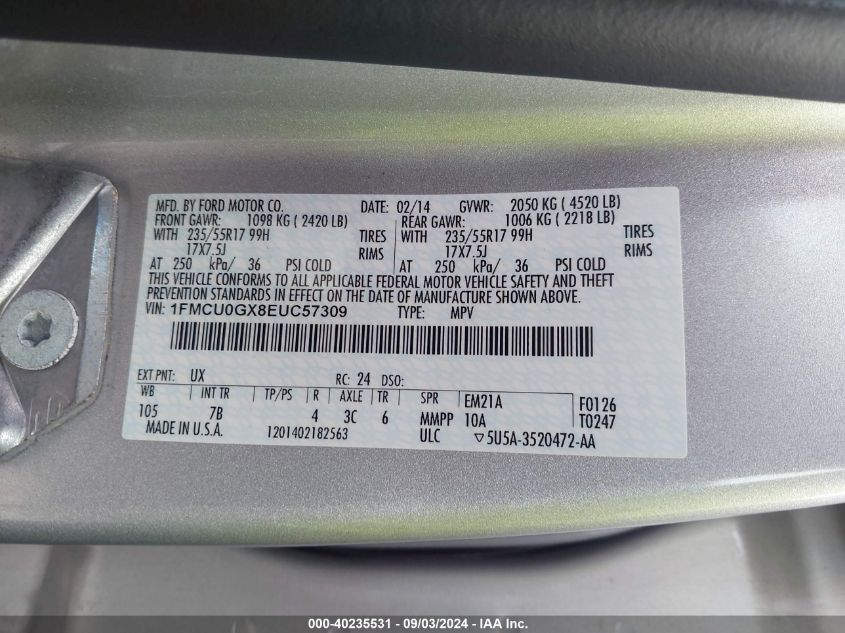 MFD. BY FORD MOTOR CO. DATE: 02/14 GVWR: 2050 KG ( 4520 LB)
FRONT GAWR: 1098 KG ( 2420 LB) REAR GAWR: 1006 KG ( 2218 LB)
WITH 235/55R17 99H TIRES WITH 235/55R17 99H TIRES
17X7.5J RIMS 17X7.5J RIMS
AT 250 kPa/ 36 PSI COLD AT 250 kPa/ 36 PSI COLD
THIS VEHICLE CONFORMS TO ALL APPLICABLE FEDERAL MOTOR VEHICLE SAFETY AND THEFT
PREVENTION STANDARDS IN EFFECT ON THE DATE OF MANUFACTURE SHOWN ABOVE.
VIN: 1FMCU0GX8EUC57309 TYPE: MPV
EXT PNT: UX RC: 24 DSO:
WB INT TR TP/PS R AXLE TR SPR EM21A F0126
105 7B 4 3C 6 MMPP 10A T0247
MADE IN U.S.A. 1201402182563 ULC ▽5U5A-3520472-AA
000-40235531 - 09/03/2024 - IAA Inc.